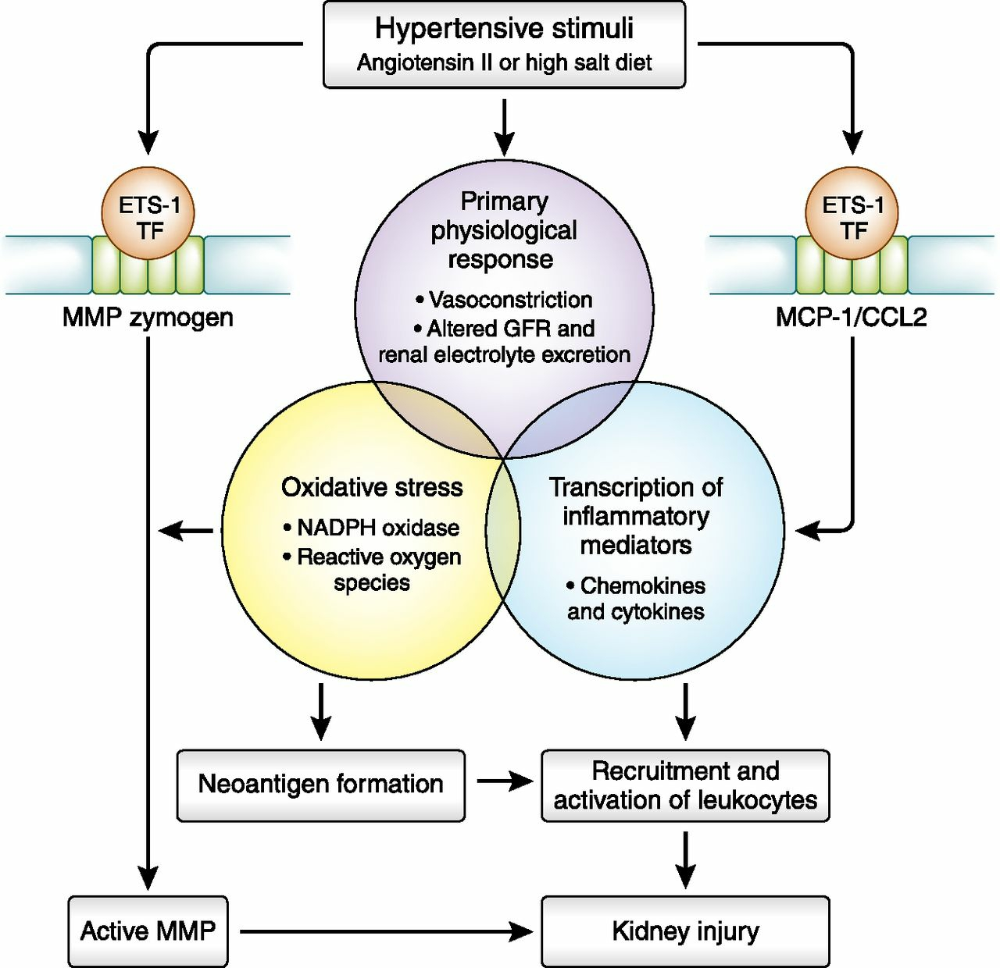 Hypertensive stimuli
Angiotensin II or high salt diet
ETS-1
TF
MMP zymogen
Primary
physiological
response
• Vasoconstriction
• Altered GFR and
renal electrolyte excretion
ETS-1
TF
MCP-1/CCL2
Oxidative stress
• NADPH oxidase
• Reactive oxygen
species
Transcription of
inflammatory
mediators
• Chemokines
and cytokines
Neoantigen formation
Recruitment and
activation of leukocytes
Active MMP
Kidney injury